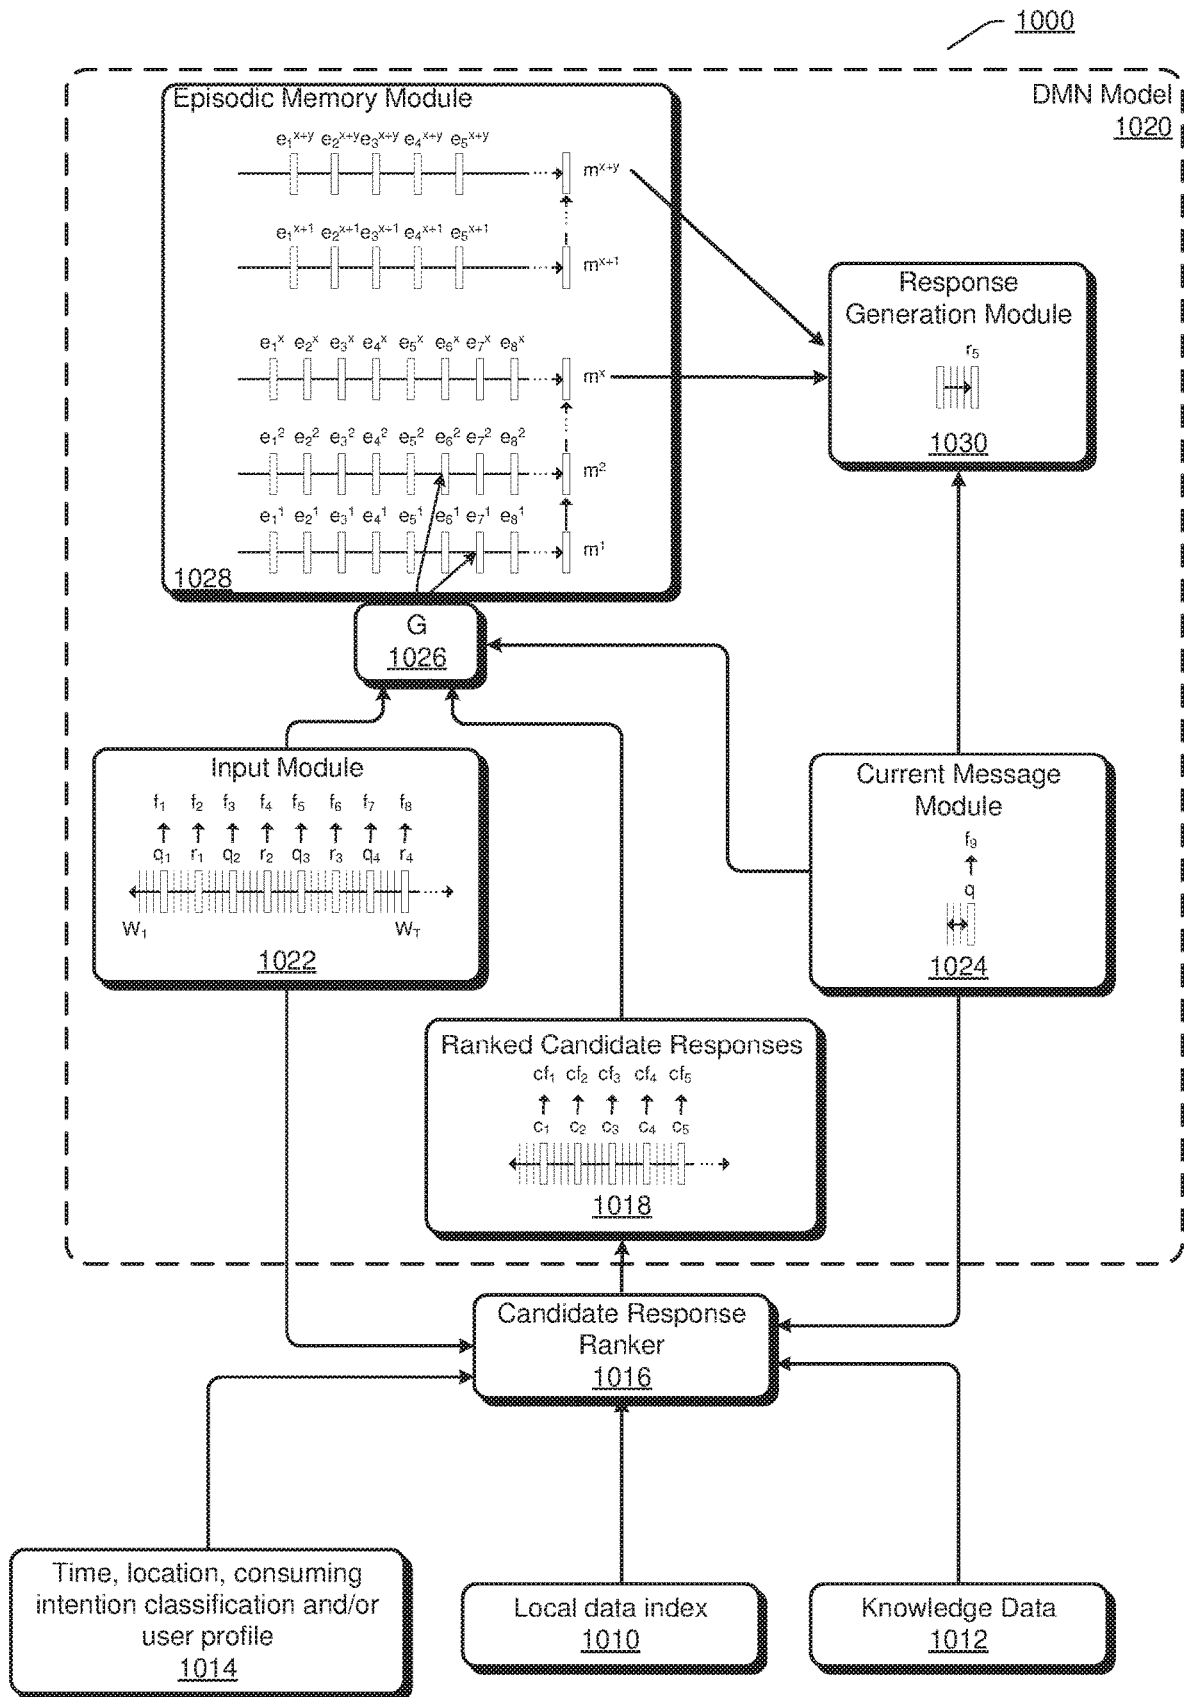 1000
DMN Model
1020
Episodic Memory Module
e₁ˣ⁺ʸ e₂ˣ⁺ʸ e₃ˣ⁺ʸ e₄ˣ⁺ʸ e₅ˣ⁺ʸ
mˣ⁺ʸ
e₁ˣ⁺¹ e₂ˣ⁺¹ e₃ˣ⁺¹ e₄ˣ⁺¹ e₅ˣ⁺¹
mˣ⁺¹
e₁ˣ e₂ˣ e₃ˣ e₄ˣ e₅ˣ e₆ˣ e₇ˣ e₈ˣ
mˣ
e₁² e₂² e₃² e₄² e₅² e₆² e₇² e₈²
m²
e₁¹ e₂¹ e₃¹ e₄¹ e₅¹ e₆¹ e₇¹ e₈¹
m¹
1028
Response
Generation Module
r₅
1030
G
1026
Input Module
f₁ f₂ f₃ f₄ f₅ f₆ f₇ f₈
q₁ r₁ q₂ r₂ q₃ r₃ q₄ r₄
W₁ W_T
1022
Current Message
Module
f₉
q
1024
Ranked Candidate Responses
cf₁ cf₂ cf₃ cf₄ cf₅
c₁ c₂ c₃ c₄ c₅
1018
Candidate Response
Ranker
1016
Time, location, consuming
intention classification and/or
user profile
1014
Local data index
1010
Knowledge Data
1012